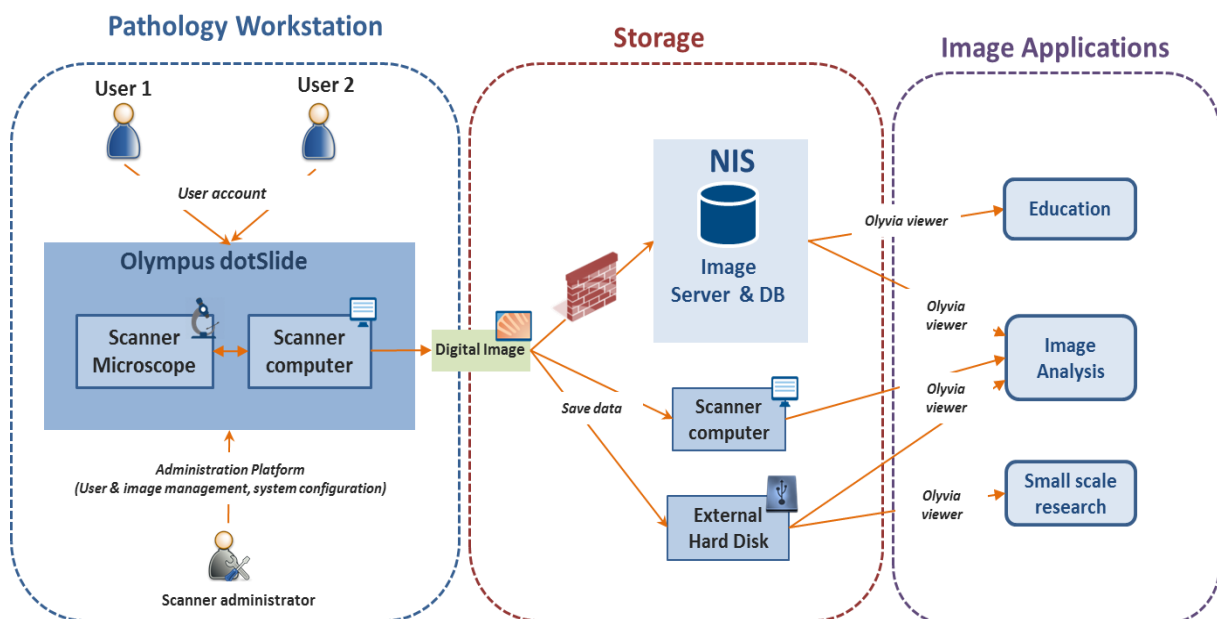 Pathology Workstation
Storage
Image Applications
User 1
User 2
User account
Olympus dotSlide
Scanner
Microscope
Scanner
computer
Digital Image
Administration Platform
(User & image management, system configuration)
Scanner administrator
NIS
Image
Server & DB
Save data
Scanner
computer
External
Hard Disk
Olyvia viewer
Olyvia
viewer
Olyvia
viewer
Olyvia
viewer
Education
Image
Analysis
Small scale
research